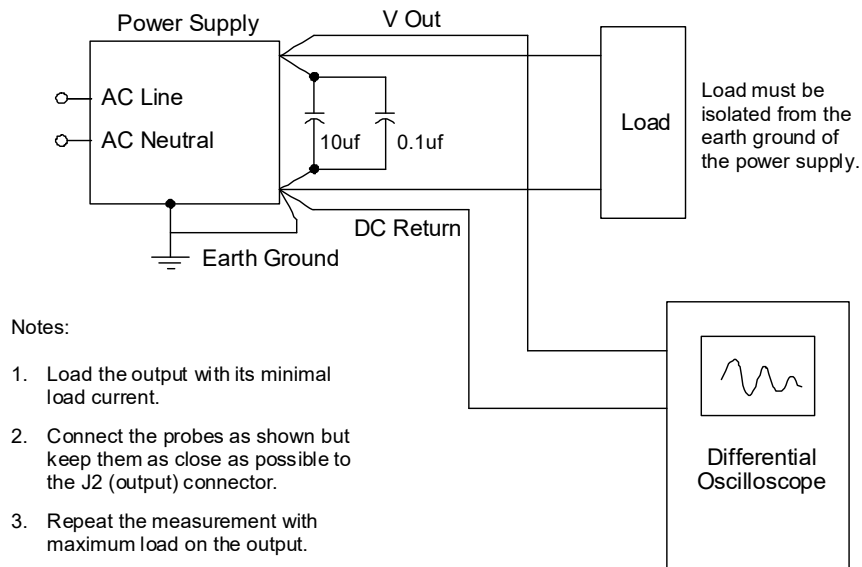 Power Supply
V Out
AC Line
AC Neutral
10uf
0.1uf
Load
Load must be
isolated from the
earth ground of
the power supply.
DC Return
Earth Ground
Notes:
1. Load the output with its minimal
load current.
2. Connect the probes as shown but
keep them as close as possible to
the J2 (output) connector.
3. Repeat the measurement with
maximum load on the output.
Differential
Oscilloscope